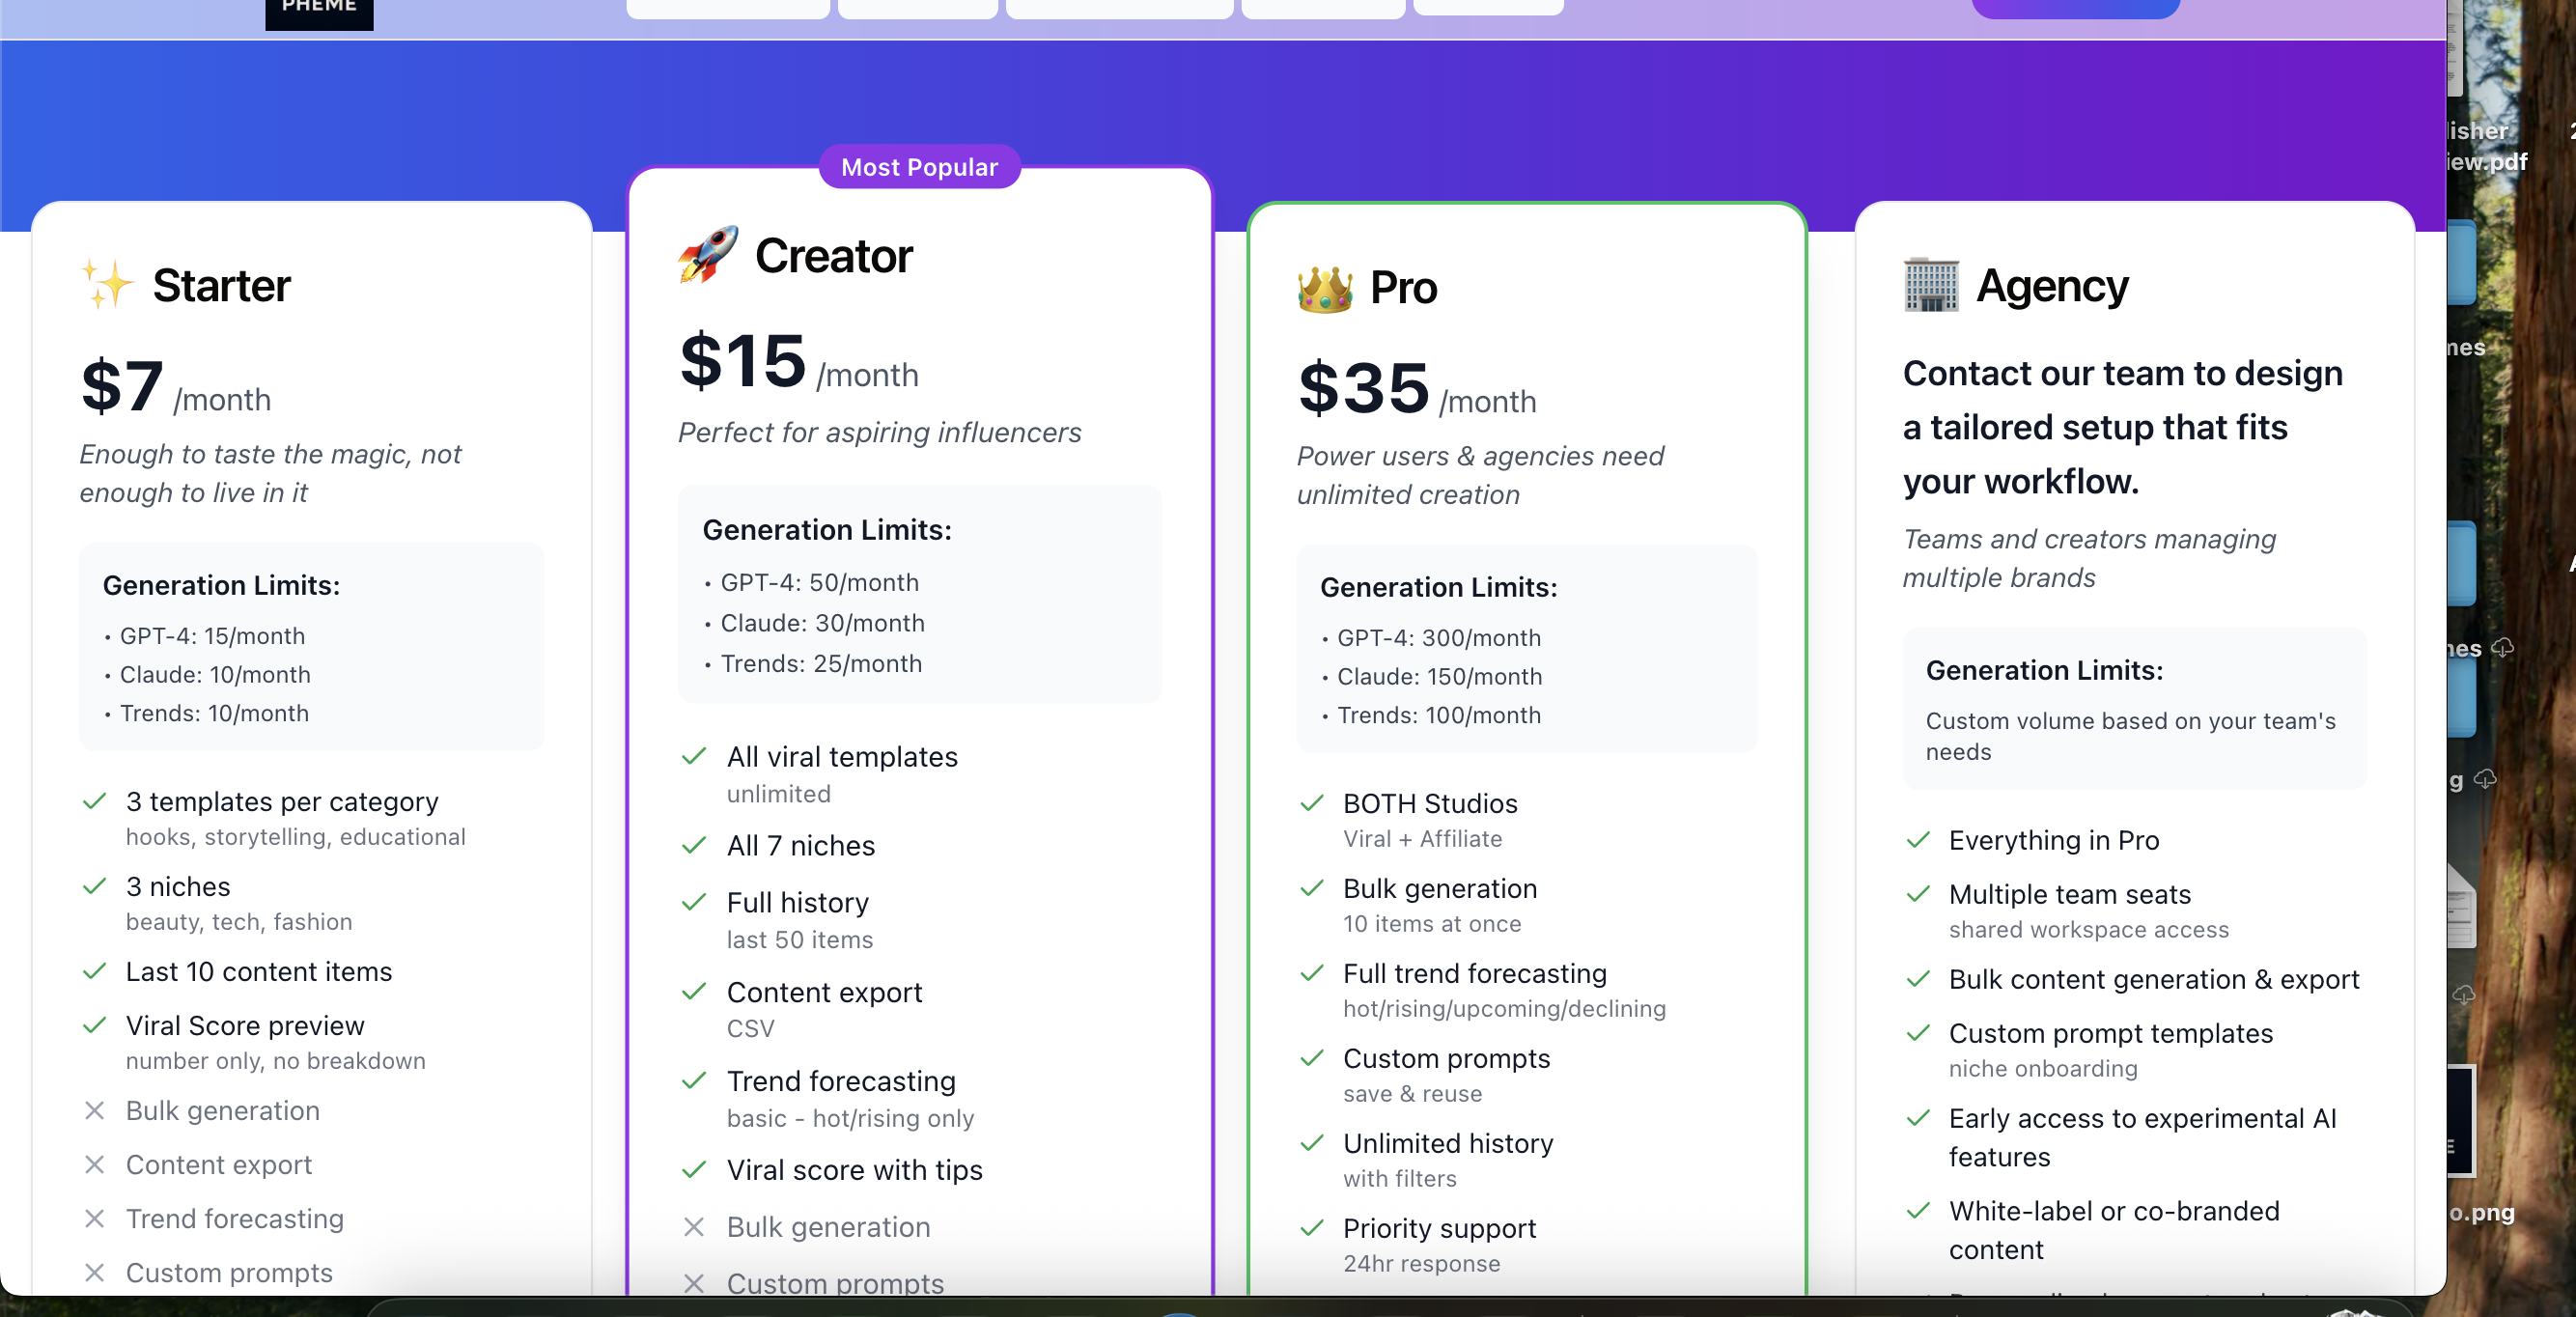 PHEME
Most Popular
Starter
$7 /month
Enough to taste the magic, not
enough to live in it
Generation Limits:
• GPT-4: 15/month
• Claude: 10/month
• Trends: 10/month
3 templates per category
hooks, storytelling, educational
3 niches
beauty, tech, fashion
Last 10 content items
Viral Score preview
number only, no breakdown
Bulk generation
Content export
Trend forecasting
Custom prompts
Creator
$15 /month
Perfect for aspiring influencers
Generation Limits:
• GPT-4: 50/month
• Claude: 30/month
• Trends: 25/month
All viral templates
unlimited
All 7 niches
Full history
last 50 items
Content export
CSV
Trend forecasting
basic - hot/rising only
Viral score with tips
Bulk generation
Custom prompts
Pro
$35 /month
Power users & agencies need
unlimited creation
Generation Limits:
• GPT-4: 300/month
• Claude: 150/month
• Trends: 100/month
BOTH Studios
Viral + Affiliate
Bulk generation
10 items at once
Full trend forecasting
hot/rising/upcoming/declining
Custom prompts
save & reuse
Unlimited history
with filters
Priority support
24hr response
Agency
Contact our team to design
a tailored setup that fits
your workflow.
Teams and creators managing
multiple brands
Generation Limits:
Custom volume based on your team's
needs
Everything in Pro
Multiple team seats
shared workspace access
Bulk content generation & export
Custom prompt templates
niche onboarding
Early access to experimental AI
features
White-label or co-branded
content
lisher
iew.pdf
nes
nes
g
o.png